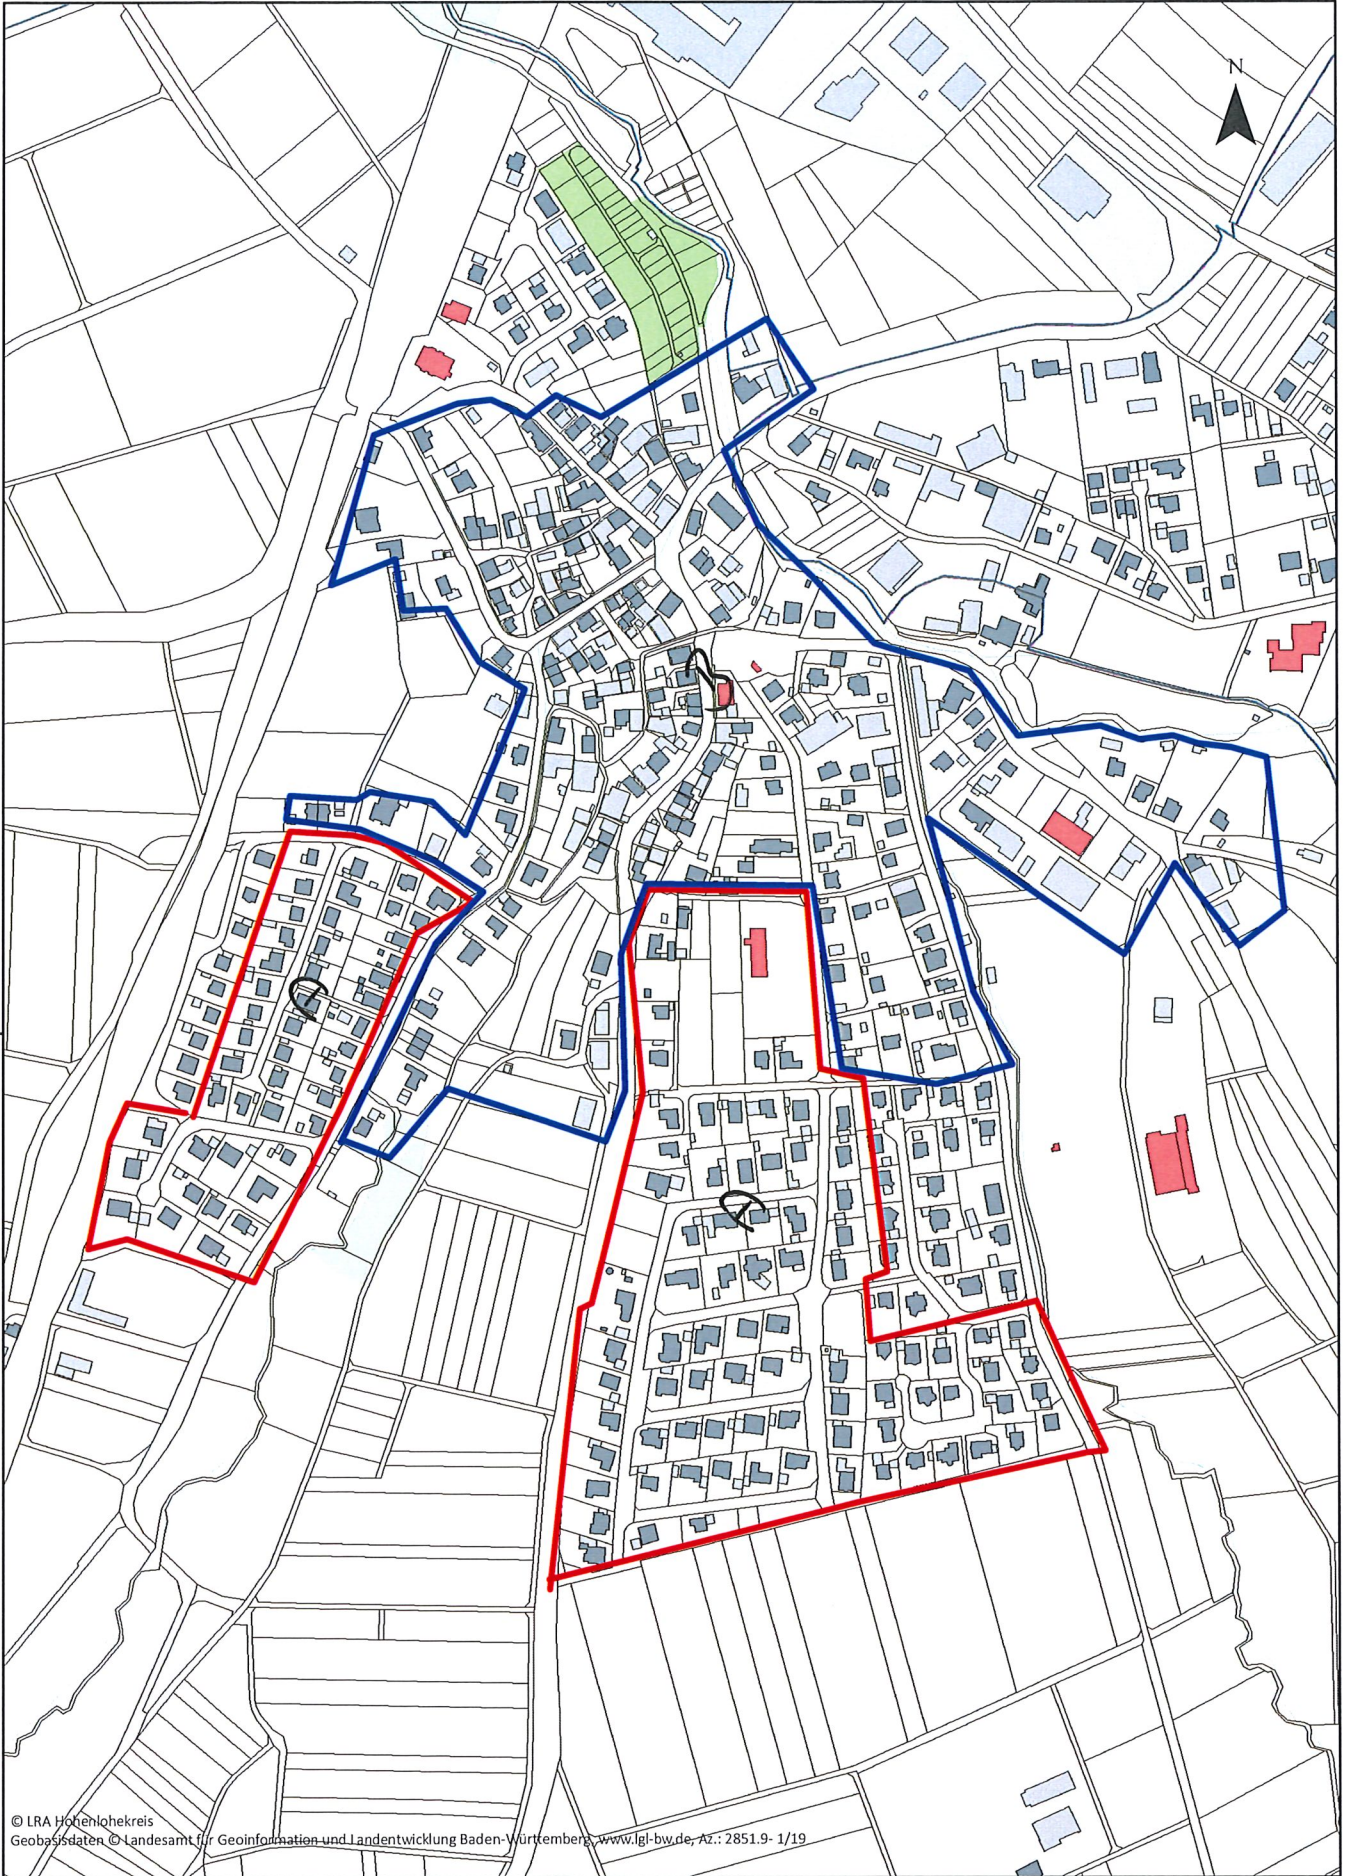 N
© LRA Hohenlohekreis
Geobasisdaten © Landesamt für Geoinformation und Landentwicklung Baden-Württemberg, www.lgl-bw.de, Az.: 2851.9- 1/19